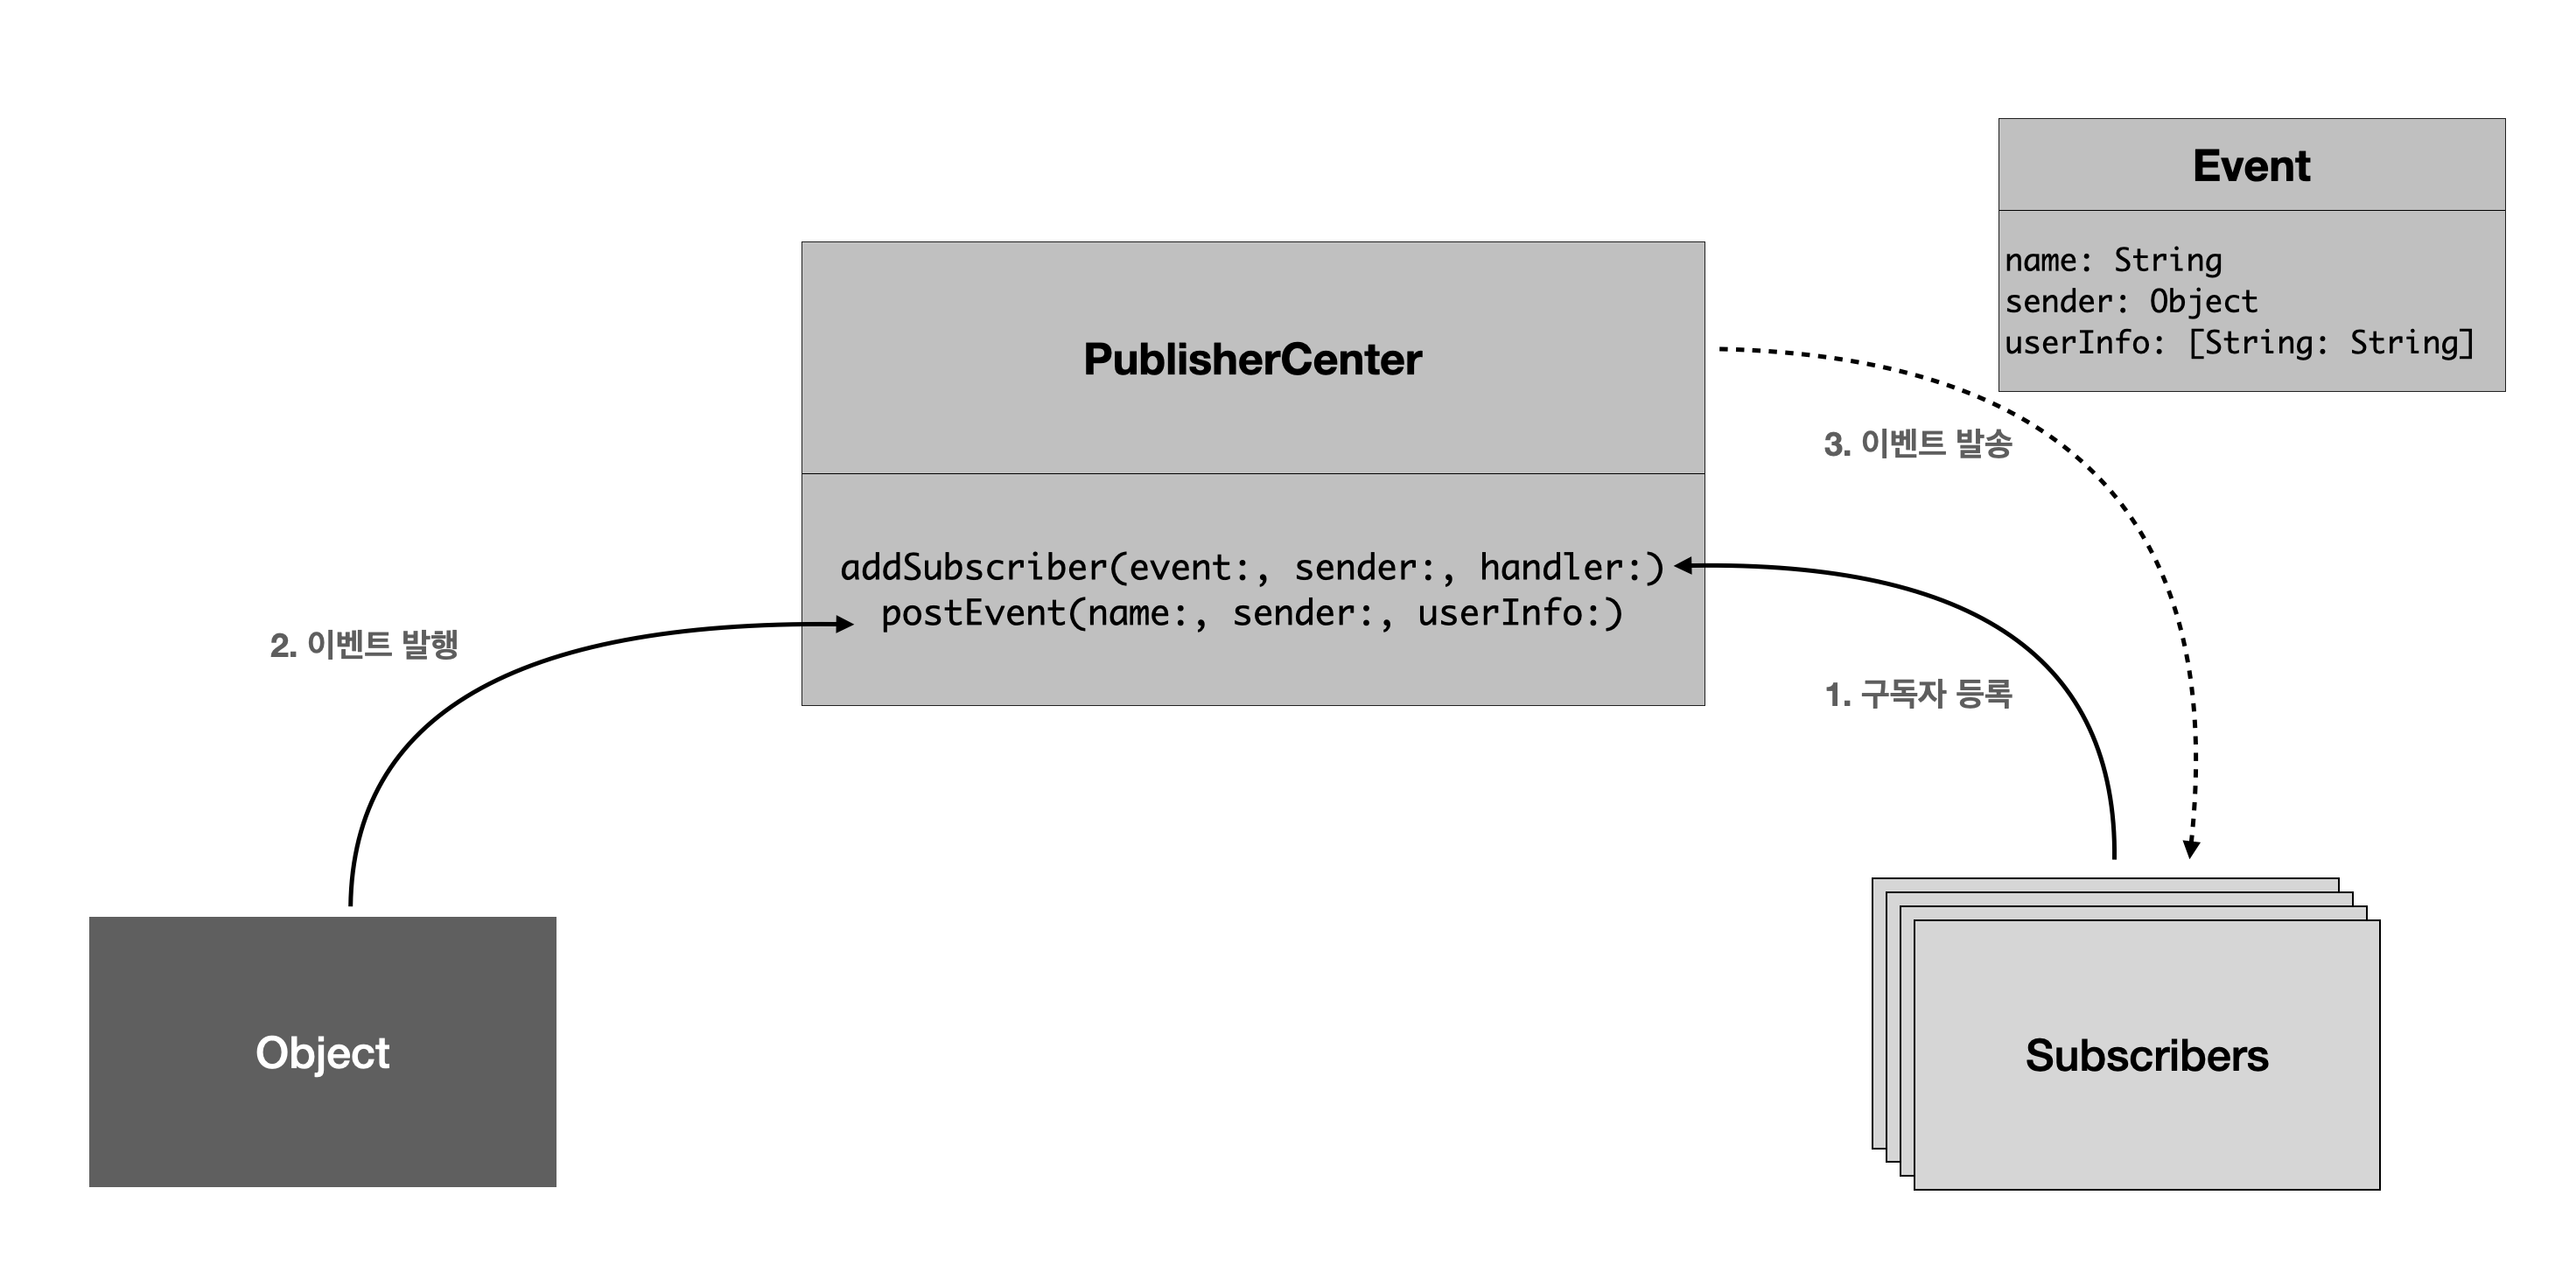 Event
name: String
sender: Object
userInfo: [String: String]
PublisherCenter
3. 이벤트 발송
addSubscriber(event:, sender:, handler:)
postEvent(name:, sender:, userInfo:)
2. 이벤트 발행
1. 구독자 등록
Object
Subscribers